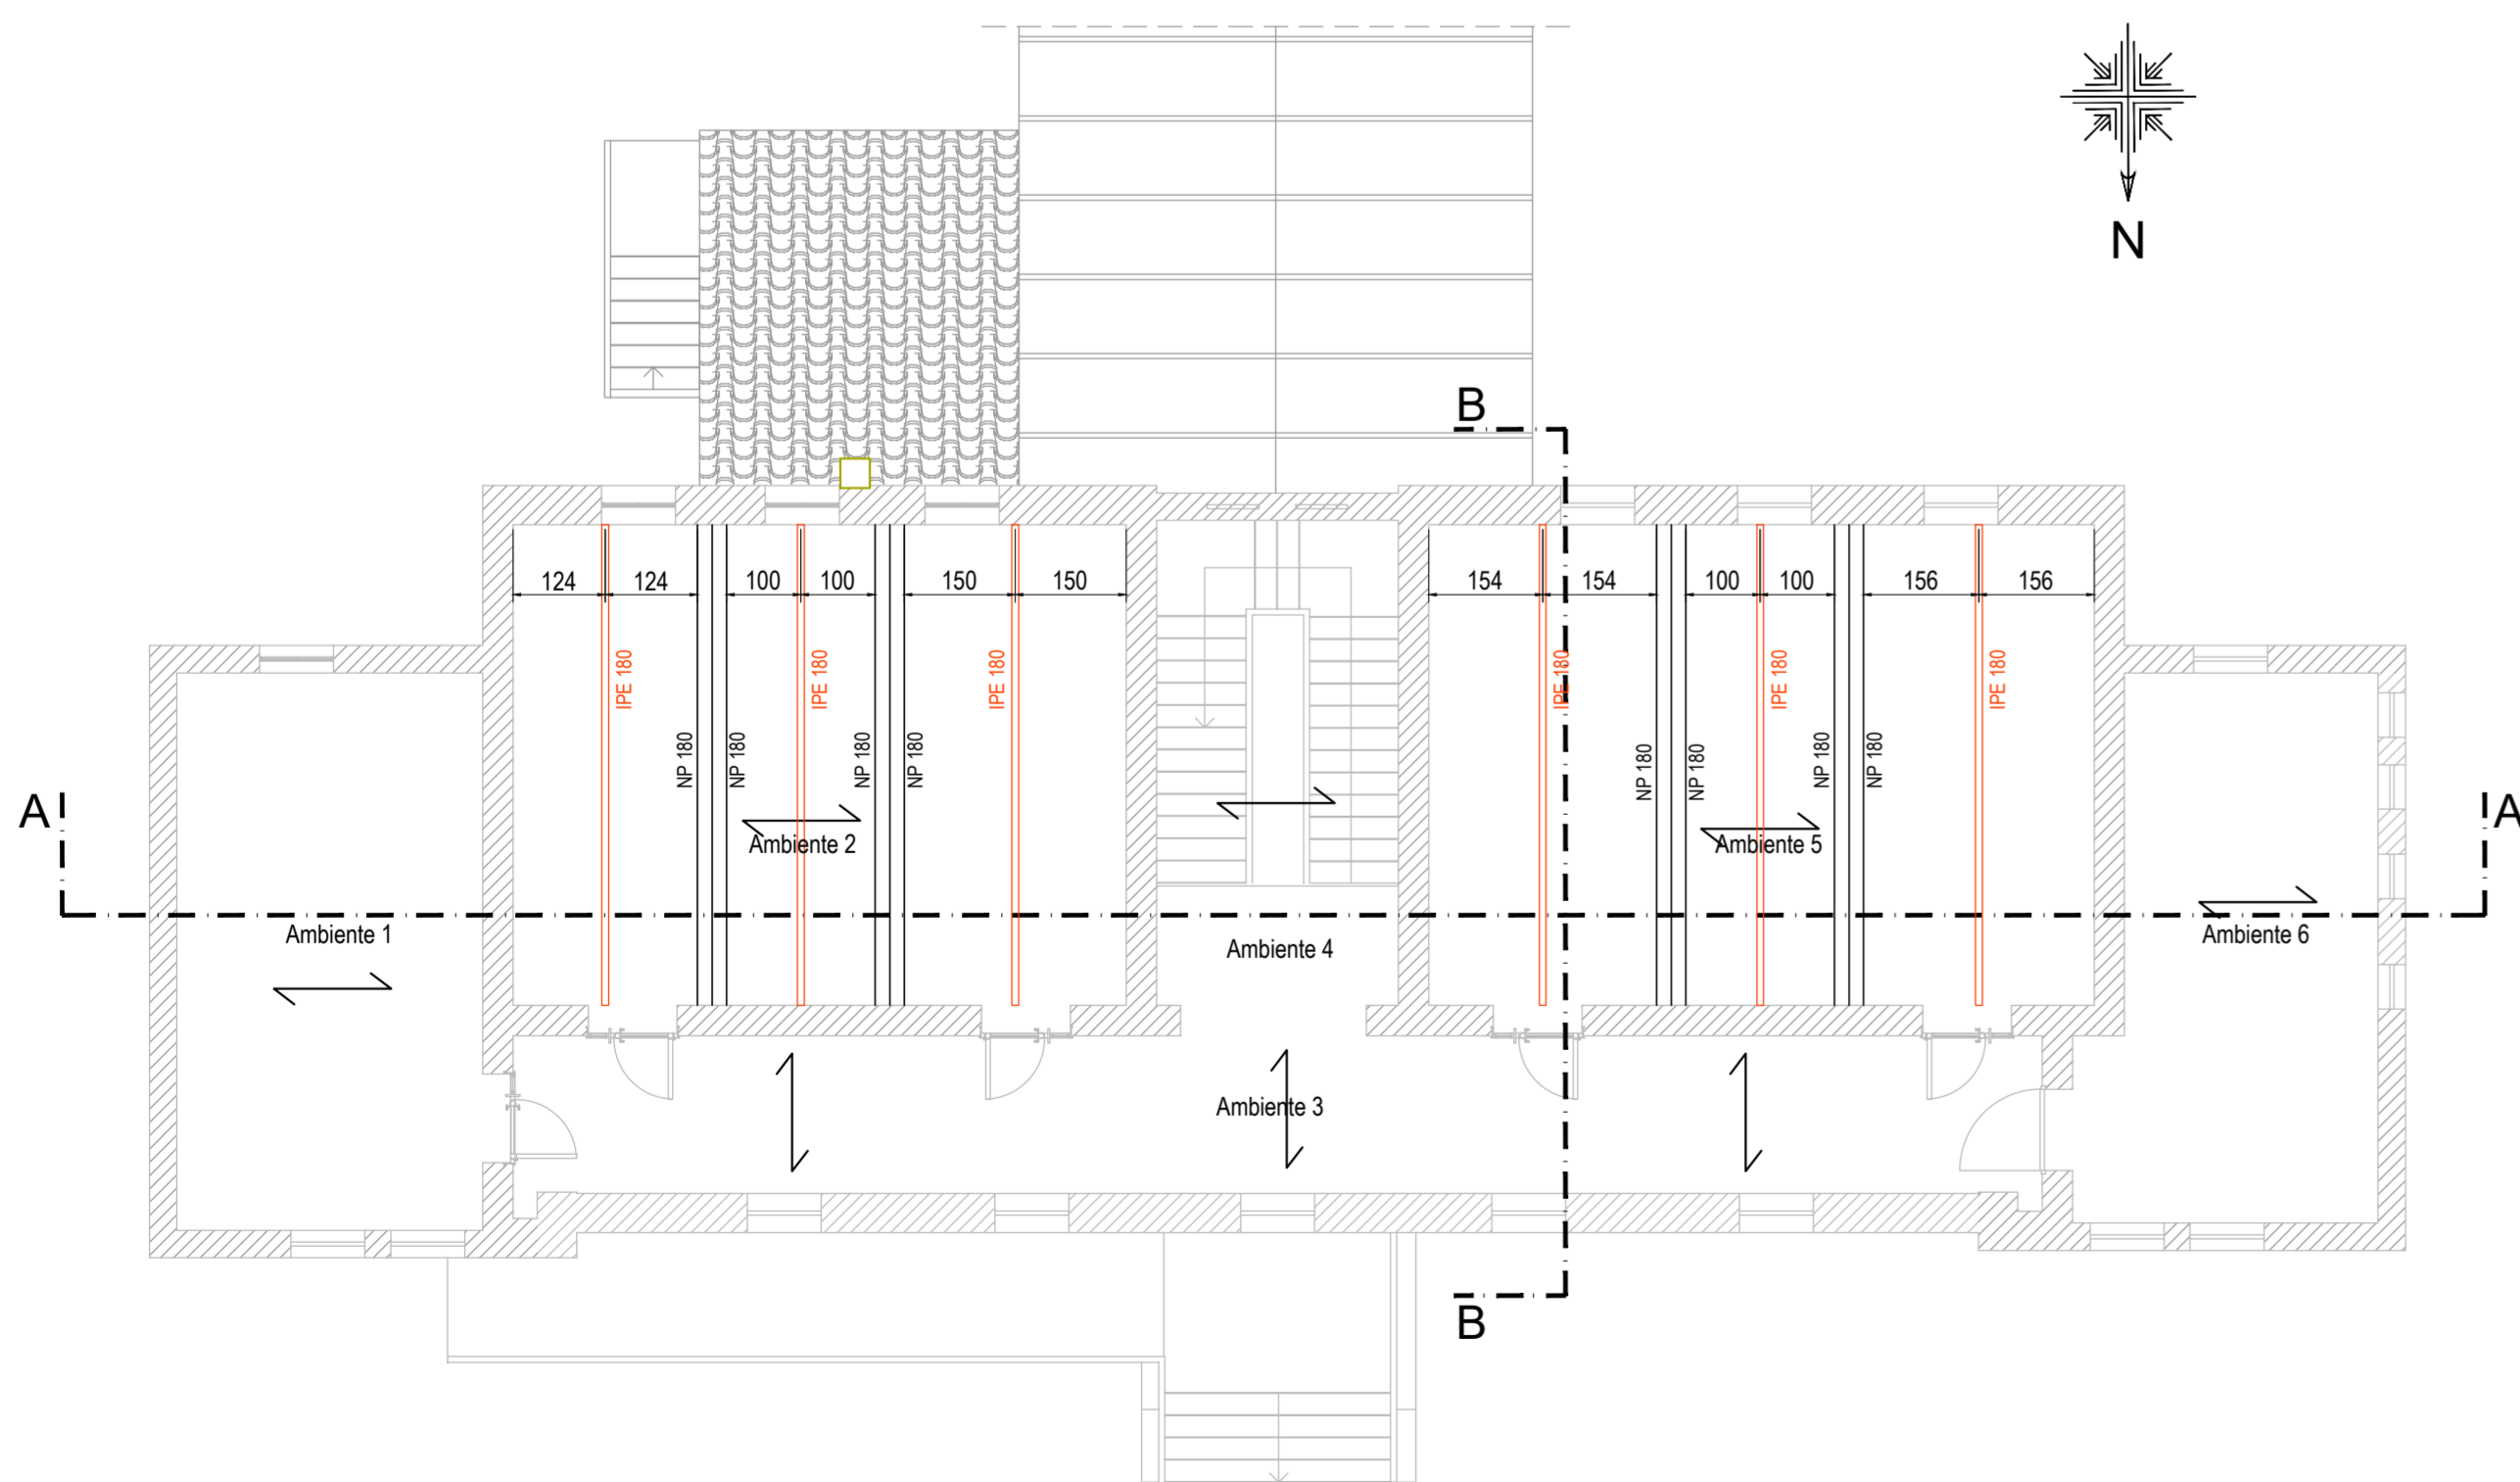 N
B
124 124 100 100 150 150 154 154 100 100 156 156
IPE 180 IPE 180 IPE 180 IPE 180 IPE 180 IPE 180
NP 180 NP 180 NP 180 NP 180 NP 180 NP 180 NP 180 NP 180
A A
Ambiente 2 Ambiente 5
Ambiente 1 Ambiente 4 Ambiente 6
Ambiente 3
B